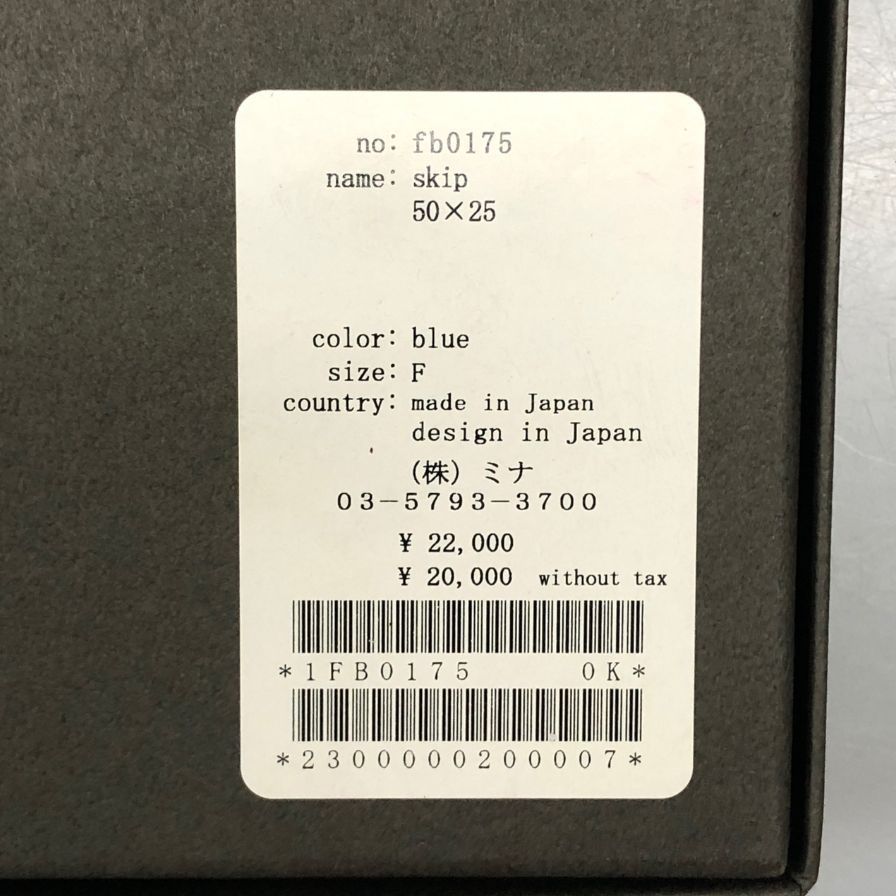 no: fb0175
name: skip
50×25
color: blue
size: F
country: made in Japan
design in Japan
(株) ミナ
03-5793-3700
¥ 22,000
¥ 20,000 without tax
*1FB0175 0K*
*2300000200007*